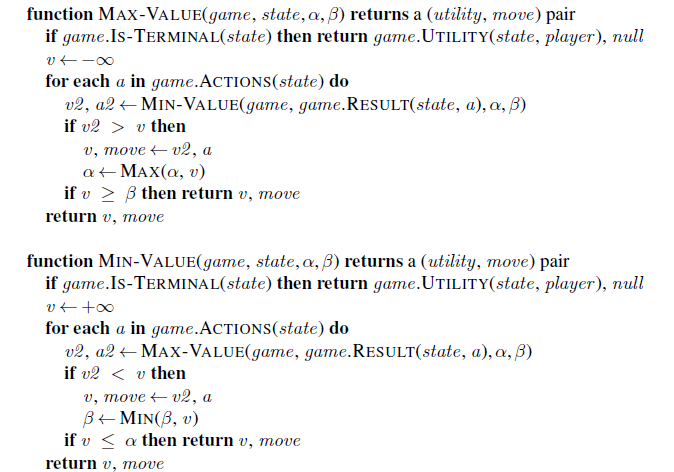 function MAX-VALUE(game, state, α, β) returns a (utility, move) pair
if game.IS-TERMINAL(state) then return game.UTILITY(state, player), null
v ← −∞
for each a in game.ACTIONS(state) do
v2, a2 ← MIN-VALUE(game, game.RESULT(state, a), α, β)
if v2 > v then
v, move ← v2, a
α ← MAX(α, v)
if v ≥ β then return v, move
return v, move
function MIN-VALUE(game, state, α, β) returns a (utility, move) pair
if game.IS-TERMINAL(state) then return game.UTILITY(state, player), null
v ← +∞
for each a in game.ACTIONS(state) do
v2, a2 ← MAX-VALUE(game, game.RESULT(state, a), α, β)
if v2 < v then
v, move ← v2, a
β ← MIN(β, v)
if v ≤ α then return v, move
return v, move